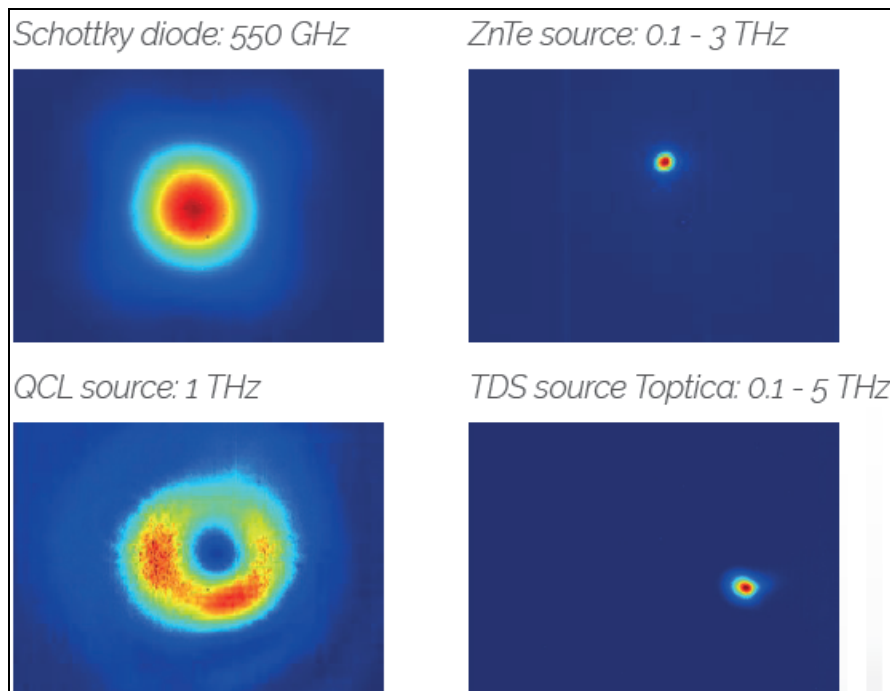 Schottky diode: 550 GHz
ZnTe source: 0.1 - 3 THz
QCL source: 1 THz
TDS source Toptica: 0.1 - 5 THz